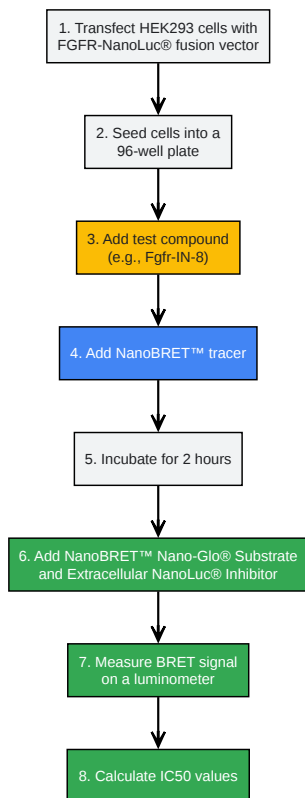 1. Transfect HEK293 cells with
FGFR-NanoLuc® fusion vector
2. Seed cells into a
96-well plate
3. Add test compound
(e.g., Fgfr-IN-8)
4. Add NanoBRET™ tracer
5. Incubate for 2 hours
6. Add NanoBRET™ Nano-Glo® Substrate
and Extracellular NanoLuc® Inhibitor
7. Measure BRET signal
on a luminometer
8. Calculate IC50 values